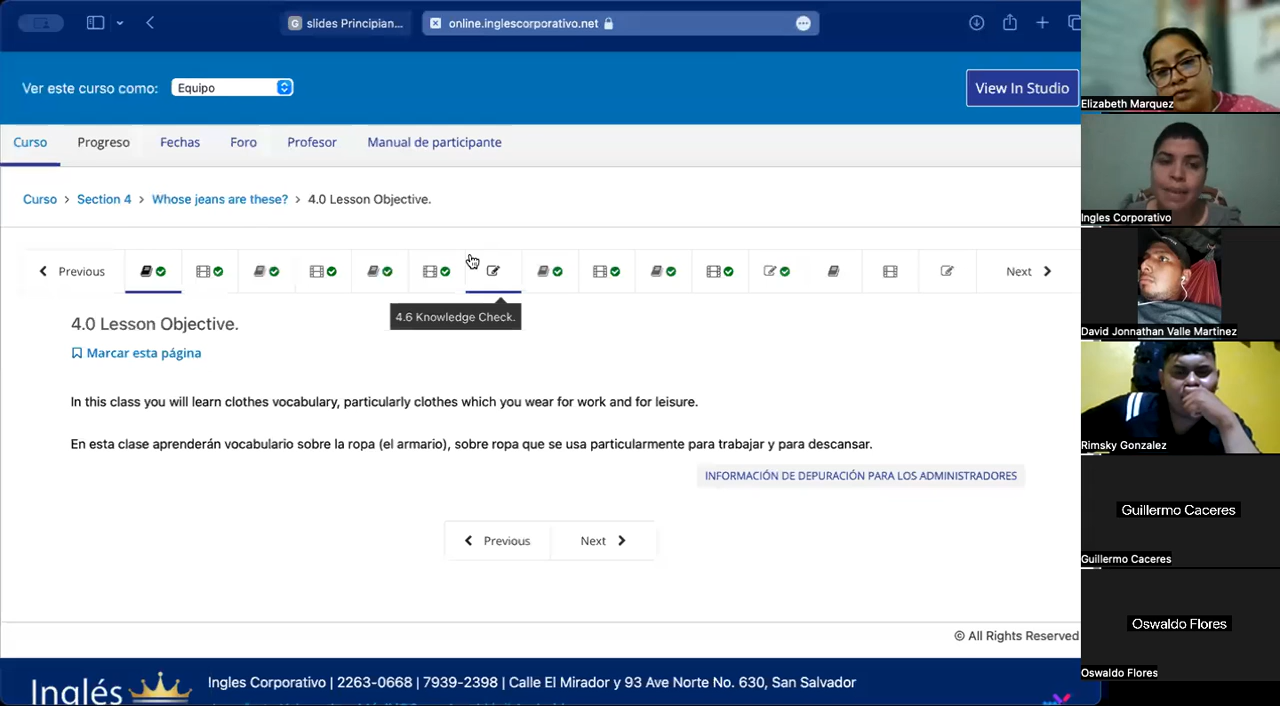 slides Principian...
online.inglescorporativo.net
Ver este curso como:
Equipo
View In Studio
Curso
Progreso
Fechas
Foro
Profesor
Manual de participante
Curso > Section 4 > Whose jeans are these? > 4.0 Lesson Objective.
Previous
Next
4.6 Knowledge Check.
4.0 Lesson Objective.
Marcar esta página
In this class you will learn clothes vocabulary, particularly clothes which you wear for work and for leisure.
En esta clase aprenderán vocabulario sobre la ropa (el armario), sobre ropa que se usa particularmente para trabajar y para descansar.
INFORMACIÓN DE DEPURACIÓN PARA LOS ADMINISTRADORES
Previous
Next
© All Rights Reserved
Inglés
Ingles Corporativo | 2263-0666 | 7939-2398 | Calle El Mirador y 93 Ave Norte No. 630, San Salvador
Elizabeth Marquez
Ingles Corporativo
David Jonnathan Valle Martinez
Rimsky Gonzalez
Guillermo Caceres
Guillermo Caceres
Oswaldo Flores
Oswaldo Flores